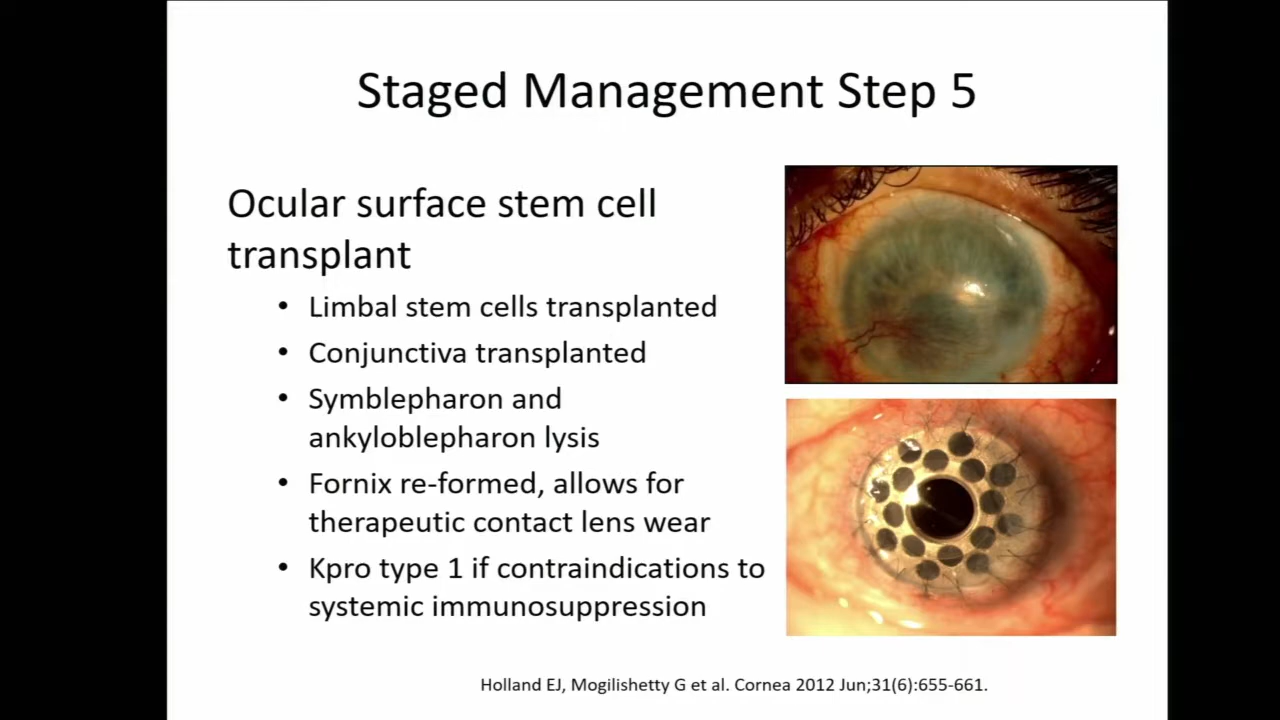 Staged Management Step 5
Ocular surface stem cell
transplant
• Limbal stem cells transplanted
• Conjunctiva transplanted
• Symblepharon and
ankyloblepharon lysis
• Fornix re-formed, allows for
therapeutic contact lens wear
• Kpro type 1 if contraindications to
systemic immunosuppression
Holland EJ, Mogilishetty G et al. Cornea 2012 Jun;31(6):655-661.